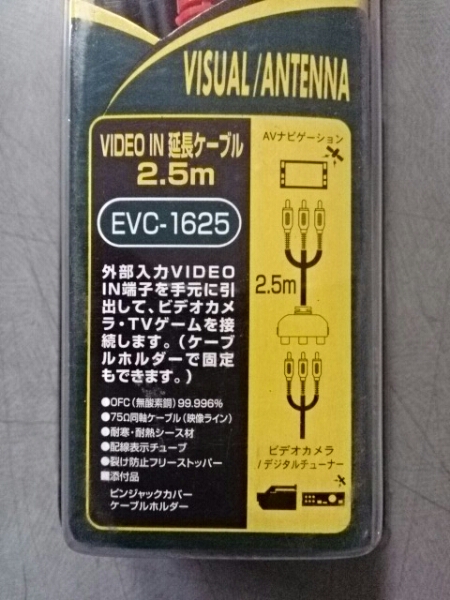 VISUAL/ANTENNA
VIDEO IN 延長ケーブル
2.5m
EVC-1625
外部入力VIDEO
IN端子を手元に引
出して、ビデオカメ
ラ・TVゲームを接
続します。(ケーブ
ルホルダーで固定
もできます。)
●OFC(無酸素銅)99.996%
●75Ω同軸ケーブル(映像ライン)
●耐寒・耐熱シース材
●配線表示チューブ
●裂け防止フリーストッパー
■添付品
ピンジャックカバー
ケーブルホルダー
AVナビゲーション
2.5m
ビデオカメラ
/デジタルチューナー